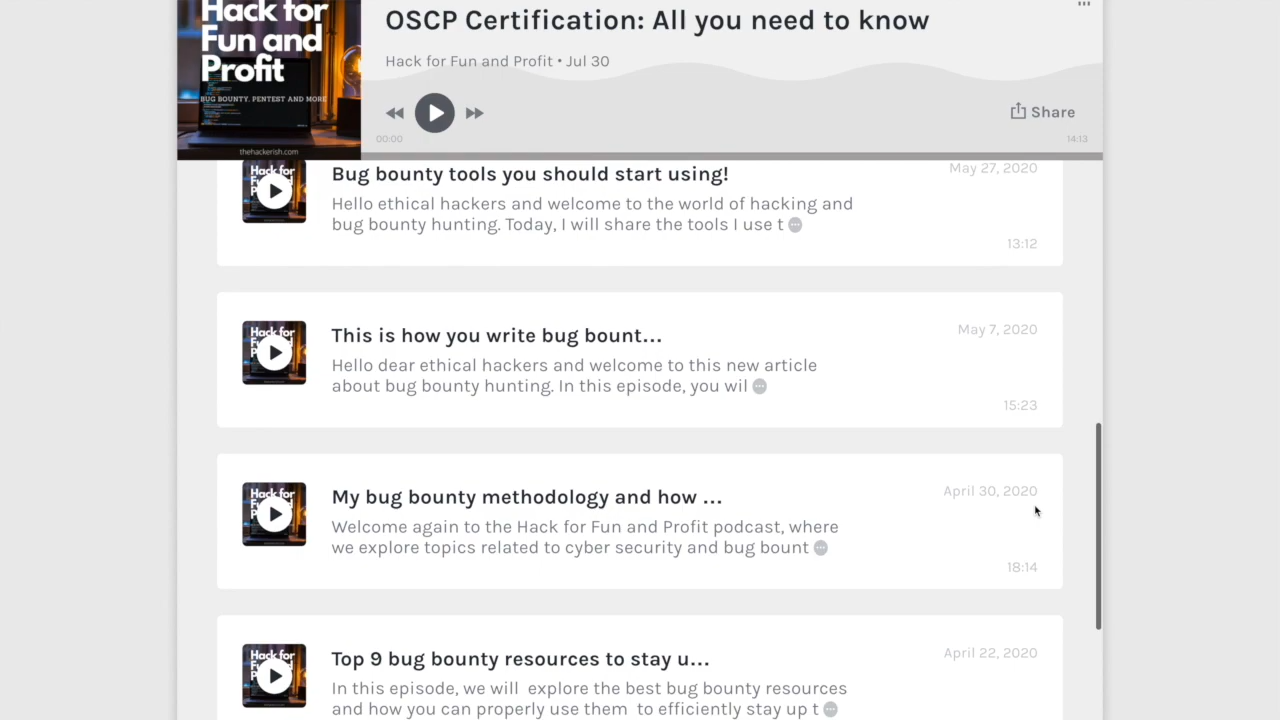 Hack for
Fun and
Profit
BUG BOUNTY, PENTEST AND MORE
thehackerish.com
OSCP Certification: All you need to know
Hack for Fun and Profit • Jul 30
Share
00:00
14:13
Bug bounty tools you should start using!
May 27, 2020
Hello ethical hackers and welcome to the world of hacking and
bug bounty hunting. Today, I will share the tools I use t
13:12
Hack for
This is how you write bug bount...
May 7, 2020
Hello dear ethical hackers and welcome to this new article
about bug bounty hunting. In this episode, you wil
15:23
Hack for
My bug bounty methodology and how ...
April 30, 2020
Welcome again to the Hack for Fun and Profit podcast, where
we explore topics related to cyber security and bug bount
18:14
Hack for
Top 9 bug bounty resources to stay u...
April 22, 2020
In this episode, we will explore the best bug bounty resources
and how you can properly use them to efficiently stay up t